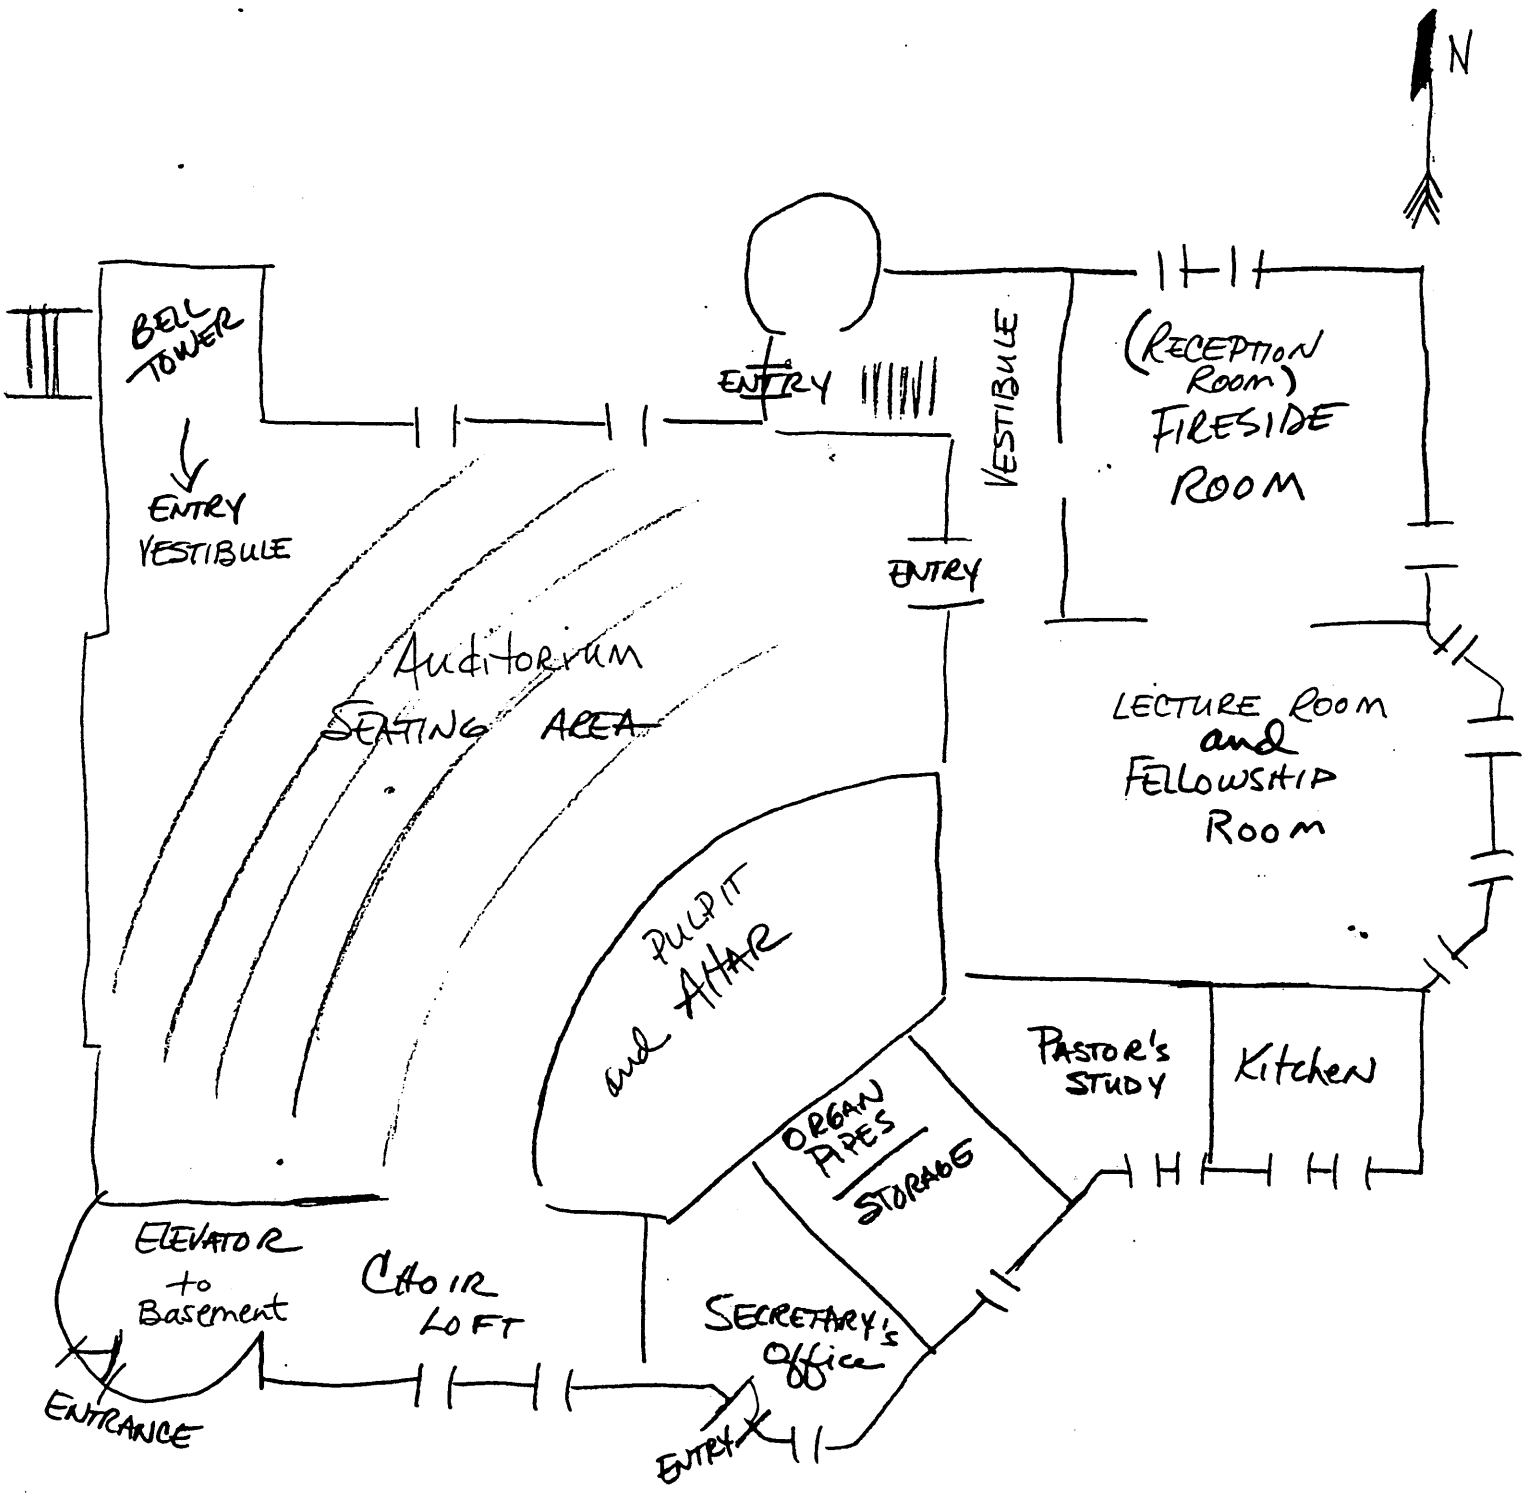 N
BELL
TOWER
ENTRY
VESTIBULE
ENTRY
VESTIBULE
(RECEPTION
ROOM)
FIRESIDE
ROOM
ENTRY
Auditorium
SEATING AREA
LECTURE ROOM
and
FELLOWSHIP
ROOM
PULPIT
and AltAR
PASTOR'S
STUDY
KitcheN
ORGAN
PIPES
STORAGE
ELEVATOR
to
Basement
CHOIR
LOFT
SECRETARY's
Office
ENTRANCE
ENTRY